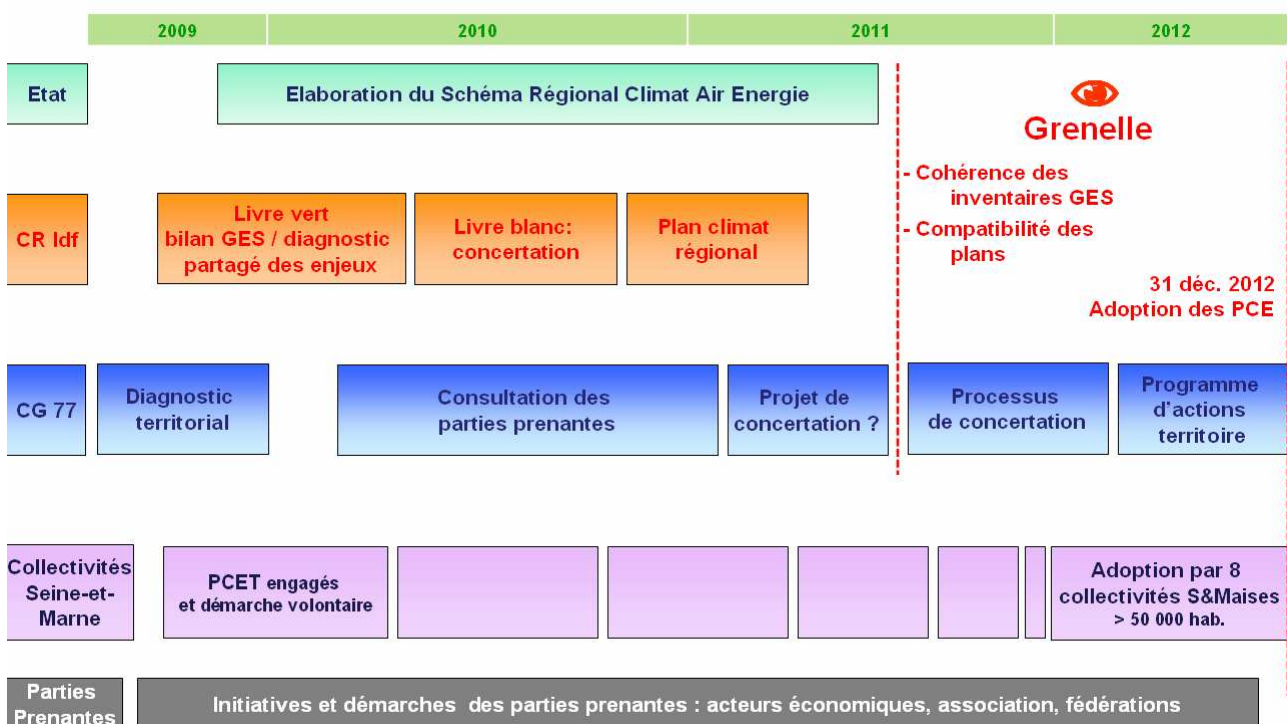 2009
2010
2011
2012
Etat
Elaboration du Schéma Régional Climat Air Energie
Grenelle
- Cohérence des
inventaires GES
- Compatibilité des
plans
31 déc. 2012
Adoption des PCE
CR Idf
Livre vert
bilan GES / diagnostic
partagé des enjeux
Livre blanc:
concertation
Plan climat
régional
CG 77
Diagnostic
territorial
Consultation des
parties prenantes
Projet de
concertation ?
Processus
de concertation
Programme
d'actions
territoire
Collectivités
Seine-et-
Marne
PCET engagés
et démarche volontaire
Adoption par 8
collectivités S&Maises
> 50 000 hab.
Parties
Prenantes
Initiatives et démarches des parties prenantes : acteurs économiques, association, fédérations